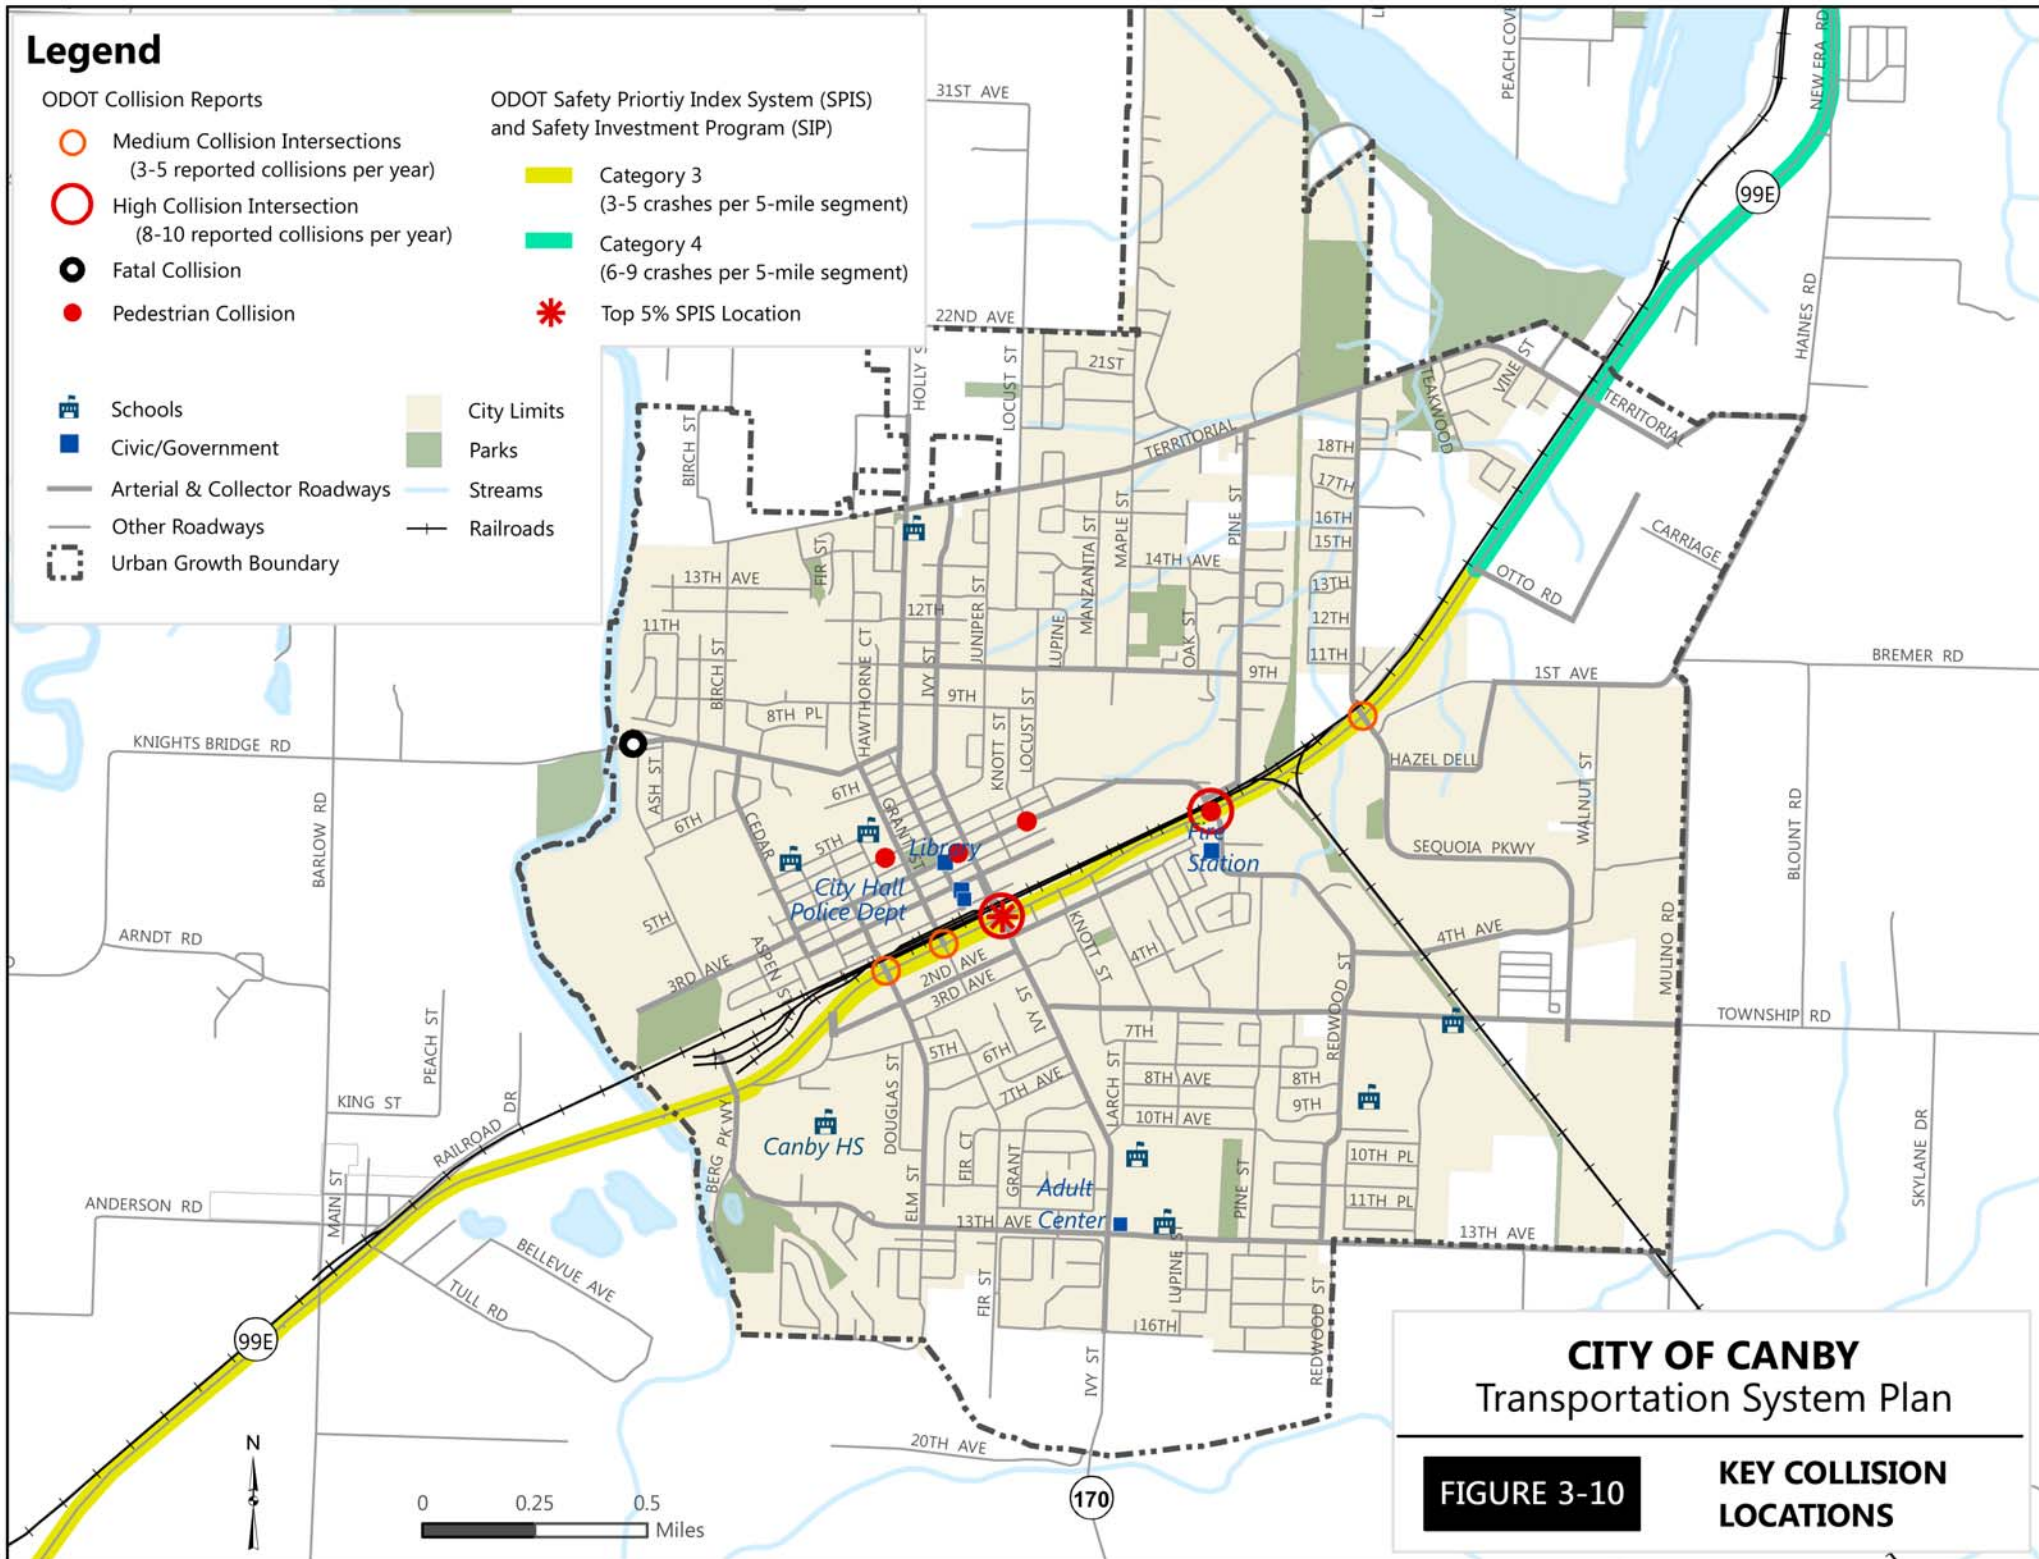 Legend
ODOT Collision Reports
Medium Collision Intersections
(3-5 reported collisions per year)
High Collision Intersection
(8-10 reported collisions per year)
Fatal Collision
Pedestrian Collision
ODOT Safety Priortiy Index System (SPIS)
and Safety Investment Program (SIP)
Category 3
(3-5 crashes per 5-mile segment)
Category 4
(6-9 crashes per 5-mile segment)
Top 5% SPIS Location
Schools
Civic/Government
Arterial & Collector Roadways
Other Roadways
Urban Growth Boundary
City Limits
Parks
Streams
Railroads
31ST AVE
22ND AVE
PEACH COVE
NEW ERA RD
99E
HAINES RD
HOLLY S
LOCUST ST
21ST
TEAKWOOD
VINE ST
TERRITORIAL
TERRITORIAL
BIRCH ST
18TH
17TH
16TH
15TH
13TH
12TH
11TH
PINE ST
MAPLE ST
MANZANITA ST
14TH AVE
OAK ST
9TH
FIR ST
13TH AVE
11TH
BIRCH ST
12TH
JUNIPER ST
LUPINE
HAWTHORNE CT
IVY ST
9TH
8TH PL
KNOTT ST
LOCUST ST
OTTO RD
CARRIAGE
1ST AVE
BREMER RD
HAZEL DELL
WALNUT ST
SEQUOIA PKWY
BLOUNT RD
4TH AVE
MULINO RD
TOWNSHIP RD
SKYLANE DR
KNIGHTS BRIDGE RD
BARLOW RD
ASH ST
6TH
6TH
CEDAR
GRANT ST
5TH
5TH
Library
City Hall
Police Dept
Fire
Station
ARNDT RD
3RD AVE
ASPEN S
2ND AVE
3RD AVE
KNOTT ST
4TH
IVY ST
REDWOOD ST
PEACH ST
KING ST
RAILROAD DR
ANDERSON RD
MAIN ST
BELLEVUE AVE
TULL RD
99E
BERG PKWY
Canby HS
DOUGLAS ST
5TH
6TH
7TH AVE
LARCH ST
7TH
8TH AVE
10TH AVE
8TH
9TH
10TH PL
11TH PL
ELM ST
FIR CT
GRANT
Adult
Center
13TH AVE
PINE ST
13TH AVE
FIR ST
LUPINE ST
16TH
REDWOOD ST
IVY ST
20TH AVE
170
N
0 0.25 0.5
Miles
CITY OF CANBY
Transportation System Plan
FIGURE 3-10
KEY COLLISION
LOCATIONS